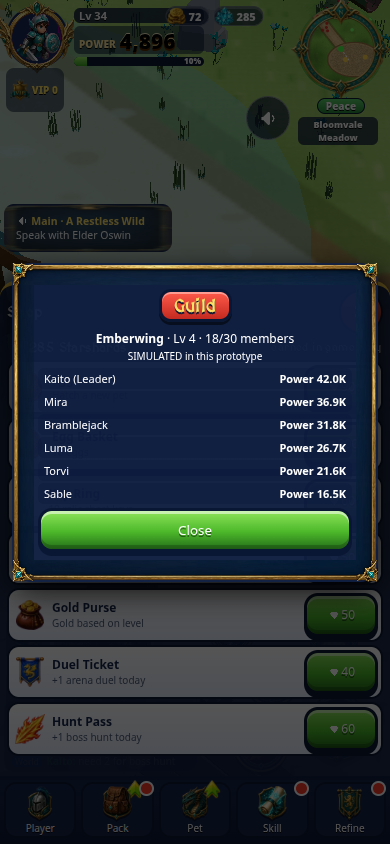 Lv 34
72
285
POWER 4,896
10%
VIP 0
Peace
Bloomvale
Meadow
Main · A Restless Wild
Speak with Elder Oswin
Guild
Emberwing · Lv 4 · 18/30 members
SIMULATED in this prototype
Kaito (Leader) Power 42.0K
Mira Power 36.9K
Bramblejack Power 31.8K
Luma Power 26.7K
Torvi Power 21.6K
Sable Power 16.5K
Close
Gold Purse
Gold based on level
50
Duel Ticket
+1 arena duel today
40
Hunt Pass
+1 boss hunt today
60
Player
Pack
Pet
Skill
Refine